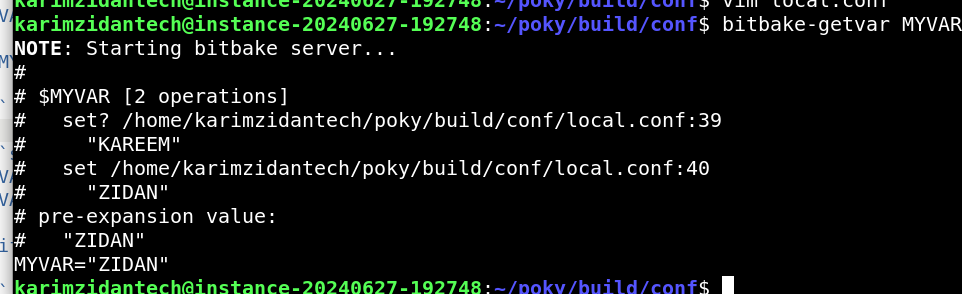 karimzidantech@instance-20240627-192748:~/poky/build/conf$ vim local.conf
karimzidantech@instance-20240627-192748:~/poky/build/conf$ bitbake-getvar MYVAR
NOTE: Starting bitbake server...
#
# $MYVAR [2 operations]
#   set? /home/karimzidantech/poky/build/conf/local.conf:39
#     "KAREEM"
#   set /home/karimzidantech/poky/build/conf/local.conf:40
#     "ZIDAN"
# pre-expansion value:
#   "ZIDAN"
MYVAR="ZIDAN"
karimzidantech@instance-20240627-192748:~/poky/build/conf$